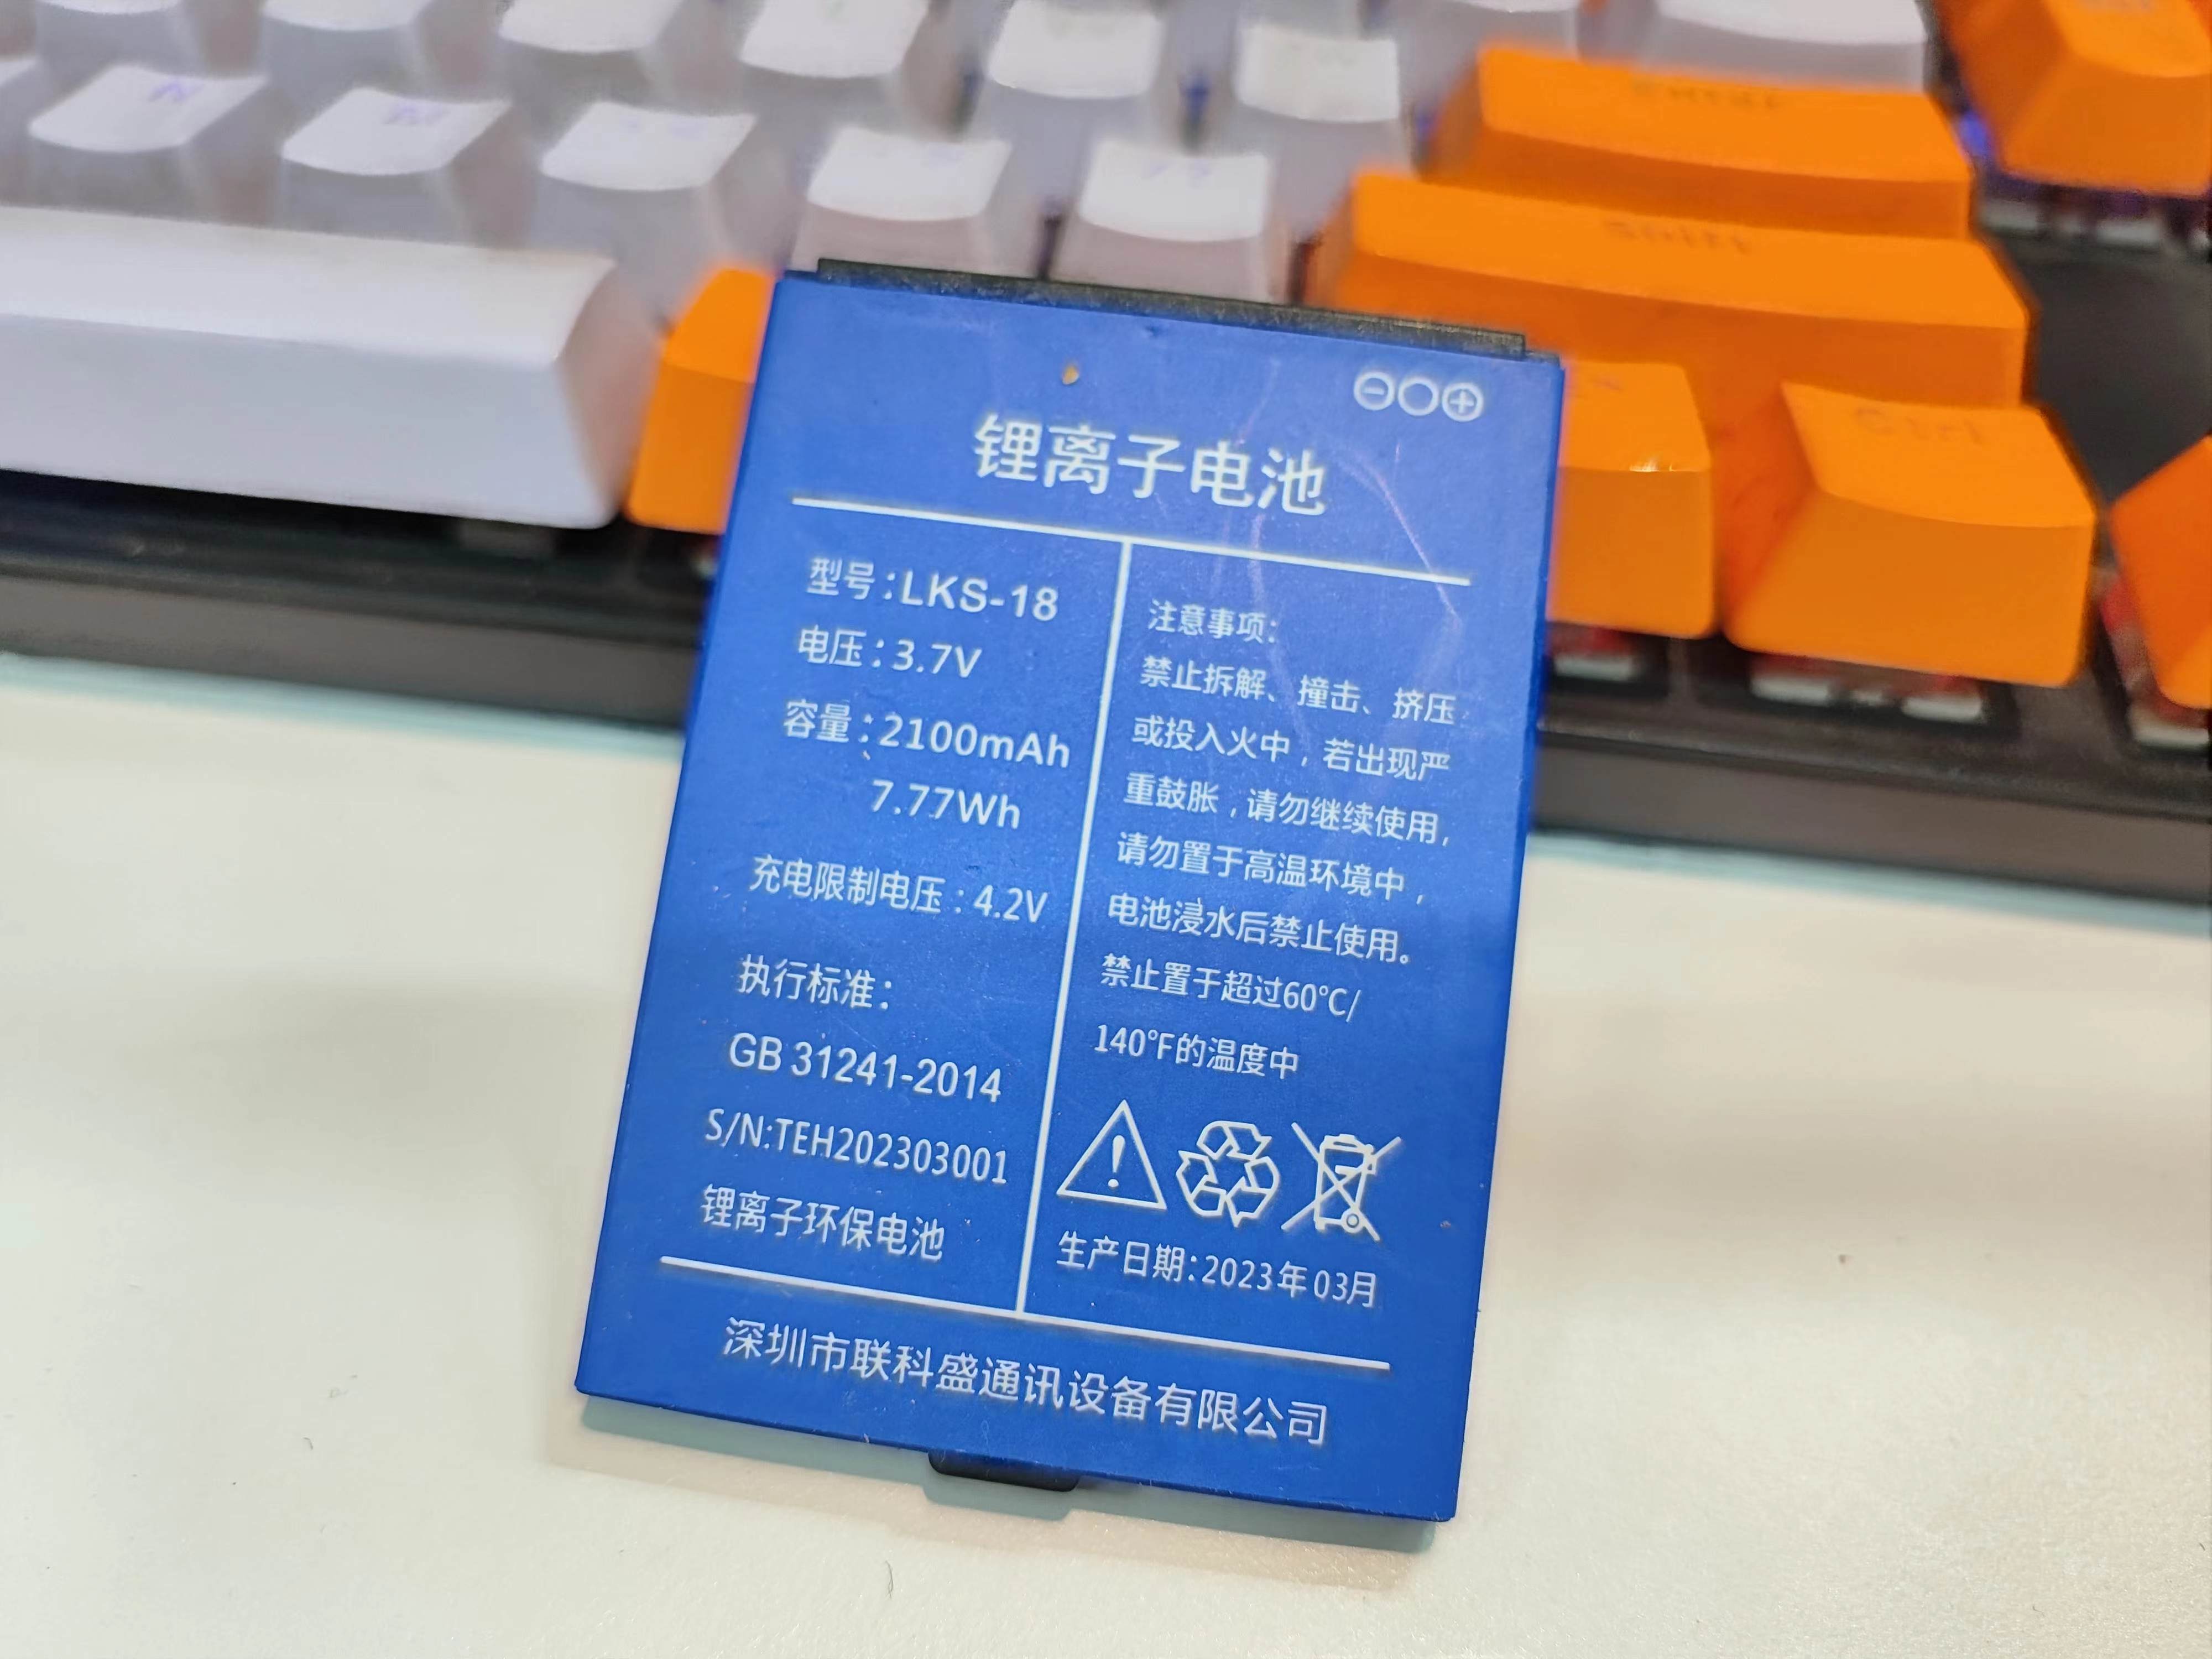 Enter
Shift
Ctrl
锂离子电池
型号:LKS-18
电压:3.7V
容量:2100mAh
7.77Wh
充电限制电压:4.2V
执行标准:
GB 31241-2014
S/N:TEH202303001
锂离子环保电池
注意事项:
禁止拆解、撞击、挤压
或投入火中,若出现严
重鼓胀,请勿继续使用,
请勿置于高温环境中,
电池浸水后禁止使用。
禁止置于超过60℃/
140℉的温度中
生产日期:2023年03月
深圳市联科盛通讯设备有限公司